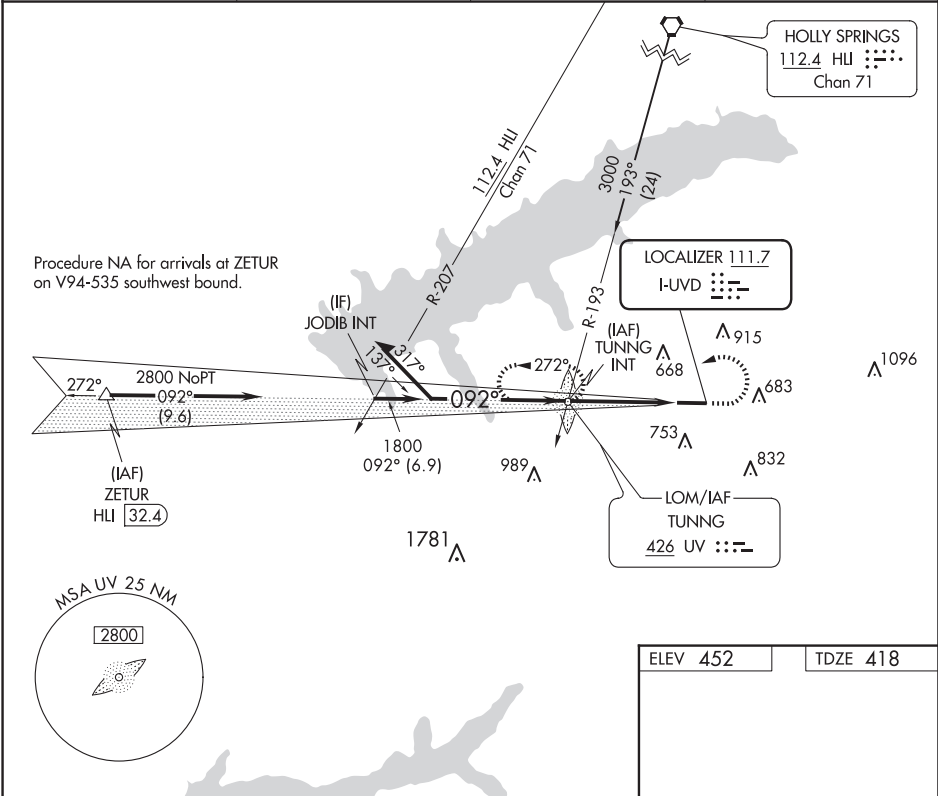 HOLLY SPRINGS
112.4 HLI
Chan 71
112.4 HLI
Chan 71
R-207
3000
193°
(24)
R-193
Procedure NA for arrivals at ZETUR
on V94-535 southwest bound.
LOCALIZER 111.7
I-UVD
(IF)
JODIB INT
(IAF)
TUNNG
INT
915
668
1096
683
317°
137°
272°
272°
2800 NoPT
092°
(9.6)
092°
1800
092° (6.9)
753
832
989
(IAF)
ZETUR
HLI 32.4
LOM/IAF
TUNNG
426 UV
1781
MSA UV 25 NM
2800
ELEV 452
TDZE 418